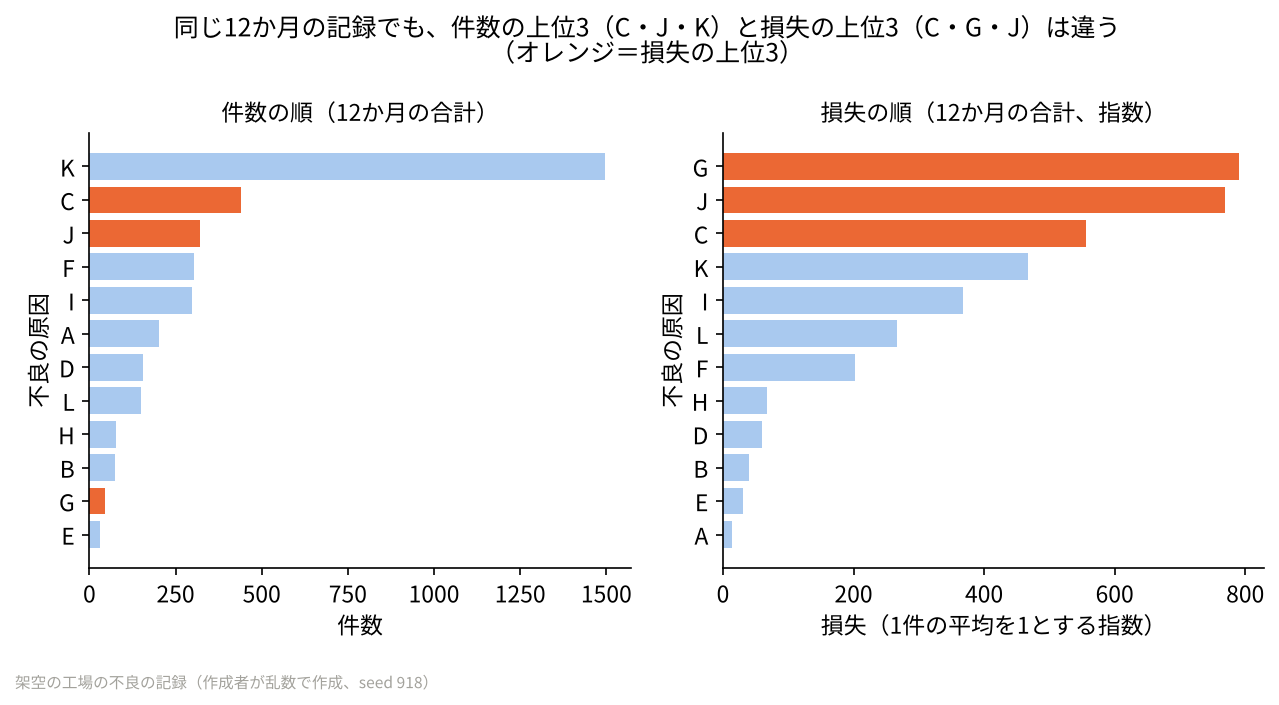 同じ12か月の記録でも、件数の上位3（C・J・K）と損失の上位3（C・G・J）は違う
（オレンジ＝損失の上位3）
件数の順（12か月の合計）
不良の原因
K
C
J
F
I
A
D
L
H
B
G
E
0 250 500 750 1000 1250 1500
件数
損失の順（12か月の合計、指数）
不良の原因
G
J
C
K
I
L
F
H
D
B
E
A
0 200 400 600 800
損失（1件の平均を1とする指数）
架空の工場の不良の記録（作成者が乱数で作成、seed 918）